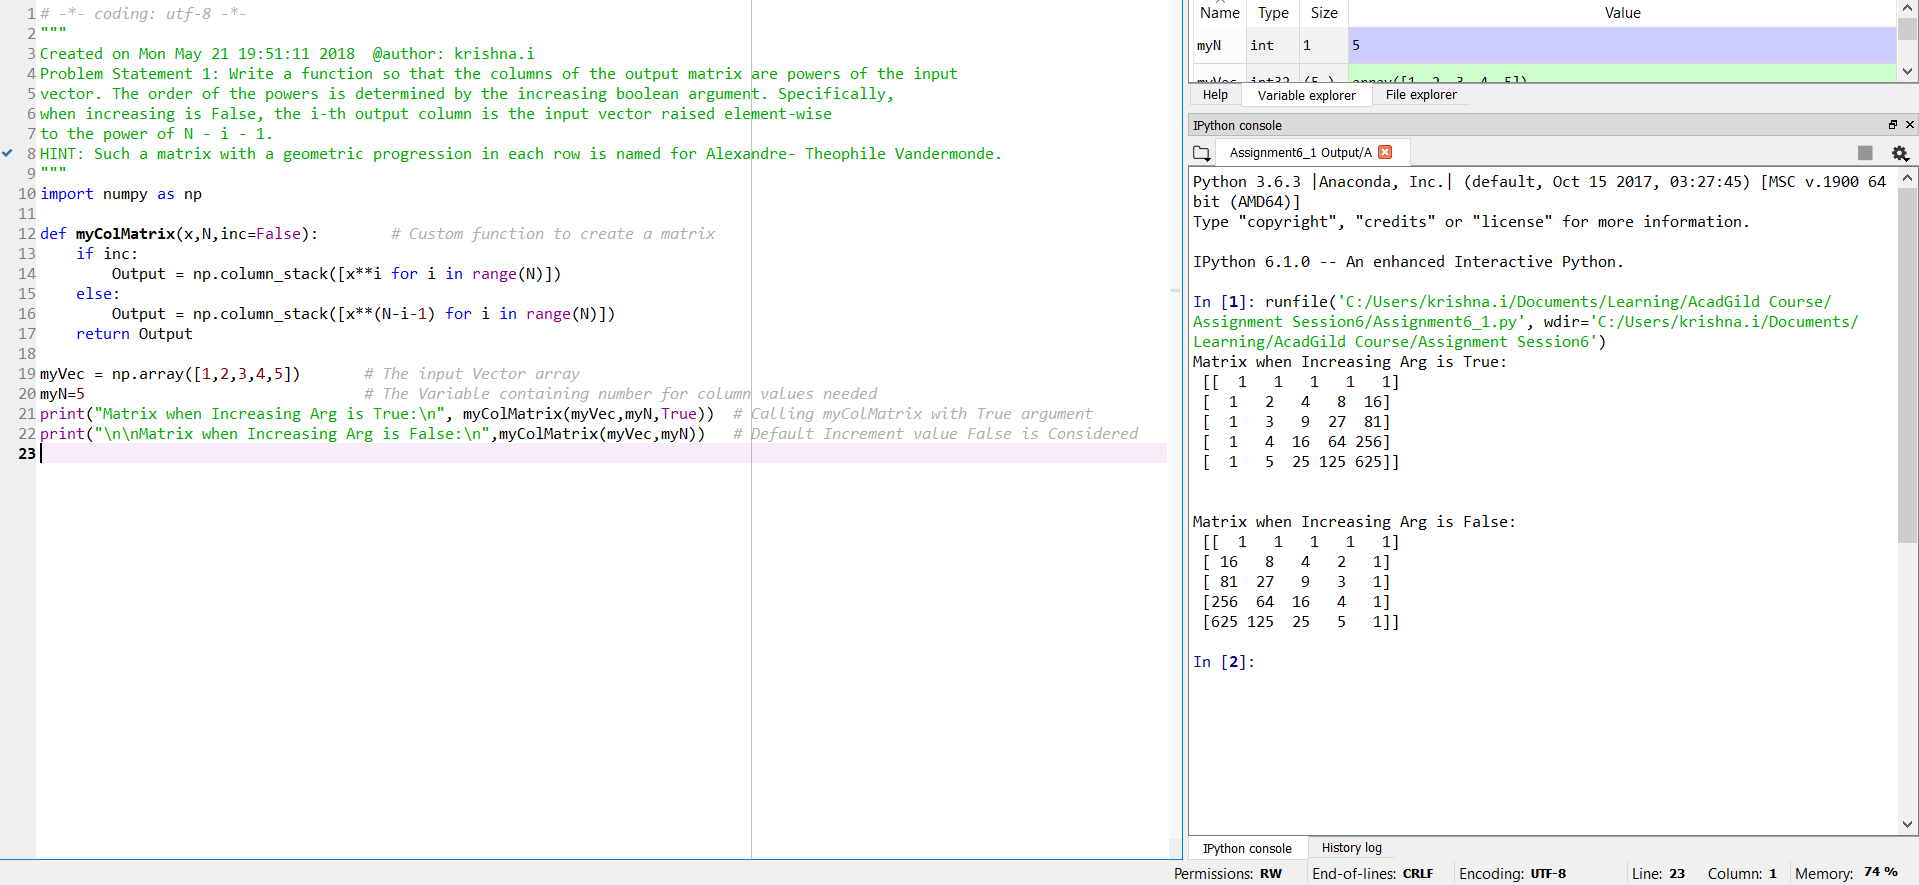 1 # -*- coding: utf-8 -*-
2 """
3 Created on Mon May 21 19:51:11 2018  @author: krishna.i
4 Problem Statement 1: Write a function so that the columns of the output matrix are powers of the input
5 vector. The order of the powers is determined by the increasing boolean argument. Specifically,
6 when increasing is False, the i-th output column is the input vector raised element-wise
7 to the power of N - i - 1.
8 HINT: Such a matrix with a geometric progression in each row is named for Alexandre- Theophile Vandermonde.
9 """
10 import numpy as np
11
12 def myColMatrix(x,N,inc=False):        # Custom function to create a matrix
13     if inc:
14         Output = np.column_stack([x**i for i in range(N)])
15     else:
16         Output = np.column_stack([x**(N-i-1) for i in range(N)])
17     return Output
18
19 myVec = np.array([1,2,3,4,5])       # The input Vector array
20 myN=5                               # The Variable containing number for column values needed
21 print("Matrix when Increasing Arg is True:\n", myColMatrix(myVec,myN,True))  # Calling myColMatrix with True argument
22 print("\n\nMatrix when Increasing Arg is False:\n",myColMatrix(myVec,myN))   # Default Increment value False is Considered
23
Name Type Size Value
myN int 1 5
myVec int32 (5,) array([1, 2, 3, 4, 5])
Help Variable explorer File explorer
IPython console
Assignment6_1 Output/A
Python 3.6.3 |Anaconda, Inc.| (default, Oct 15 2017, 03:27:45) [MSC v.1900 64
bit (AMD64)]
Type "copyright", "credits" or "license" for more information.
IPython 6.1.0 -- An enhanced Interactive Python.
In [1]: runfile('C:/Users/krishna.i/Documents/Learning/AcadGild Course/
Assignment Session6/Assignment6_1.py', wdir='C:/Users/krishna.i/Documents/
Learning/AcadGild Course/Assignment Session6')
Matrix when Increasing Arg is True:
 [[  1   1   1   1   1]
 [  1   2   4   8  16]
 [  1   3   9  27  81]
 [  1   4  16  64 256]
 [  1   5  25 125 625]]
Matrix when Increasing Arg is False:
 [[  1   1   1   1   1]
 [ 16   8   4   2   1]
 [ 81  27   9   3   1]
 [256  64  16   4   1]
 [625 125  25   5   1]]
In [2]:
IPython console History log
Permissions: RW End-of-lines: CRLF Encoding: UTF-8 Line: 23 Column: 1 Memory: 74 %